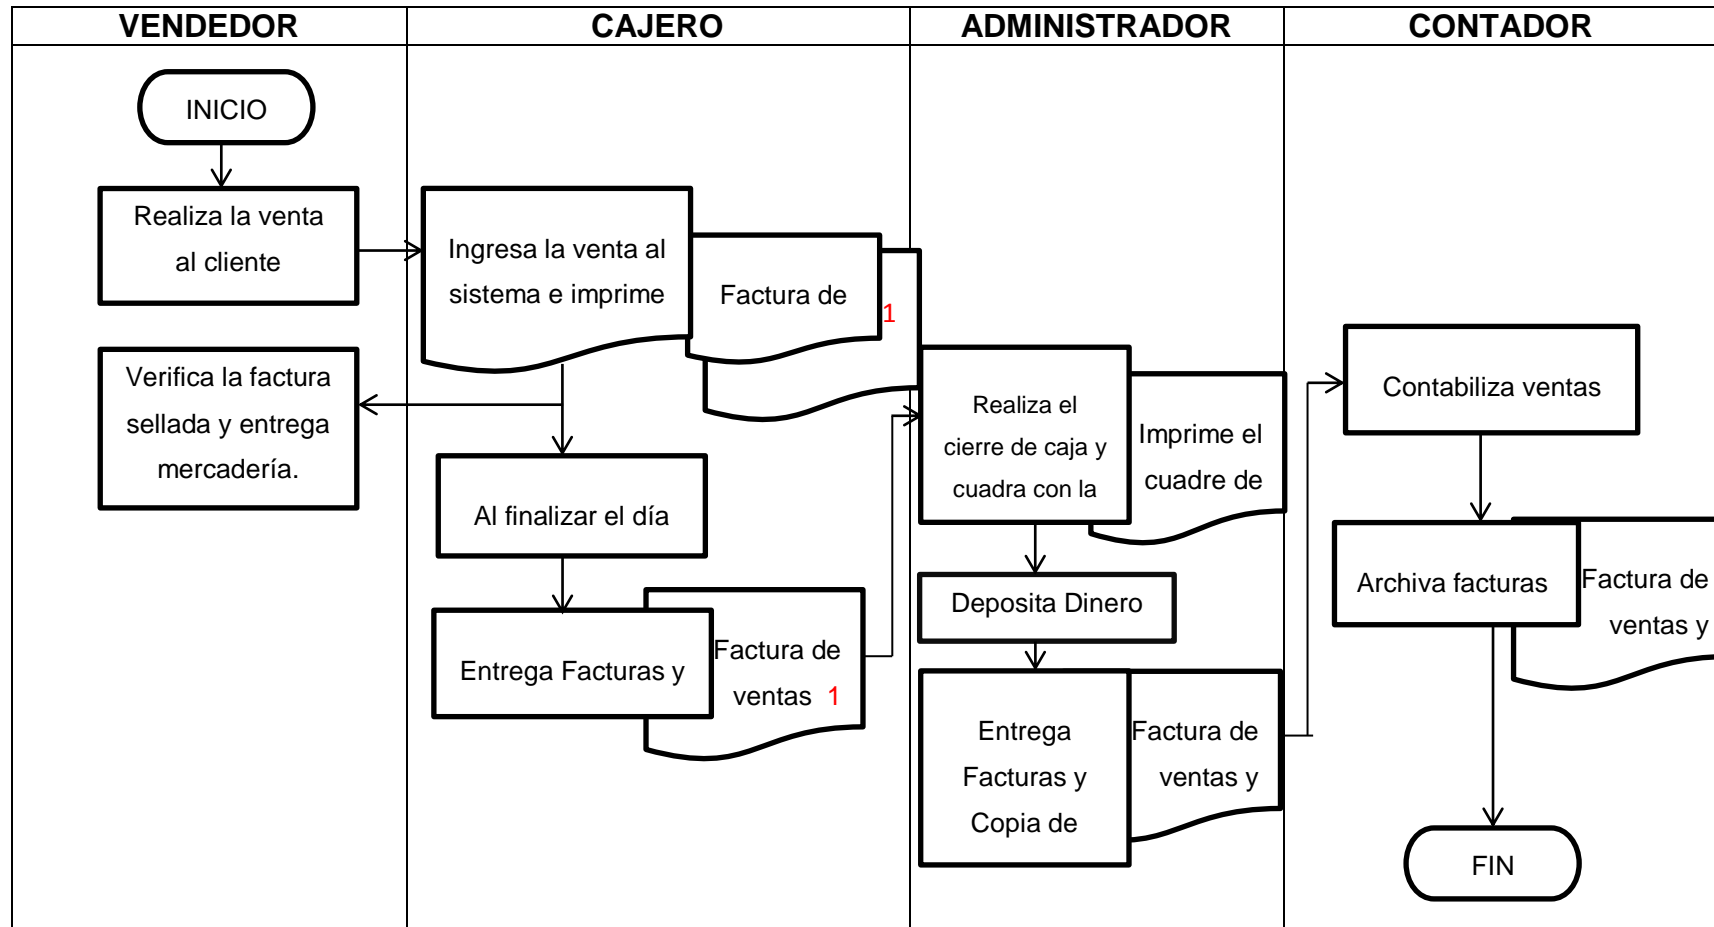 VENDEDOR
CAJERO
ADMINISTRADOR
CONTADOR
INICIO
Realiza la venta
al cliente
Verifica la factura
sellada y entrega
mercadería.
Ingresa la venta al
sistema e imprime
Factura de
1
Al finalizar el día
Entrega Facturas y
Factura de
ventas 1
Realiza el
cierre de caja y
cuadra con la
Imprime el
cuadre de
Deposita Dinero
Entrega
Facturas y
Copia de
Factura de
ventas y
Contabiliza ventas
Archiva facturas
Factura de
ventas y
FIN